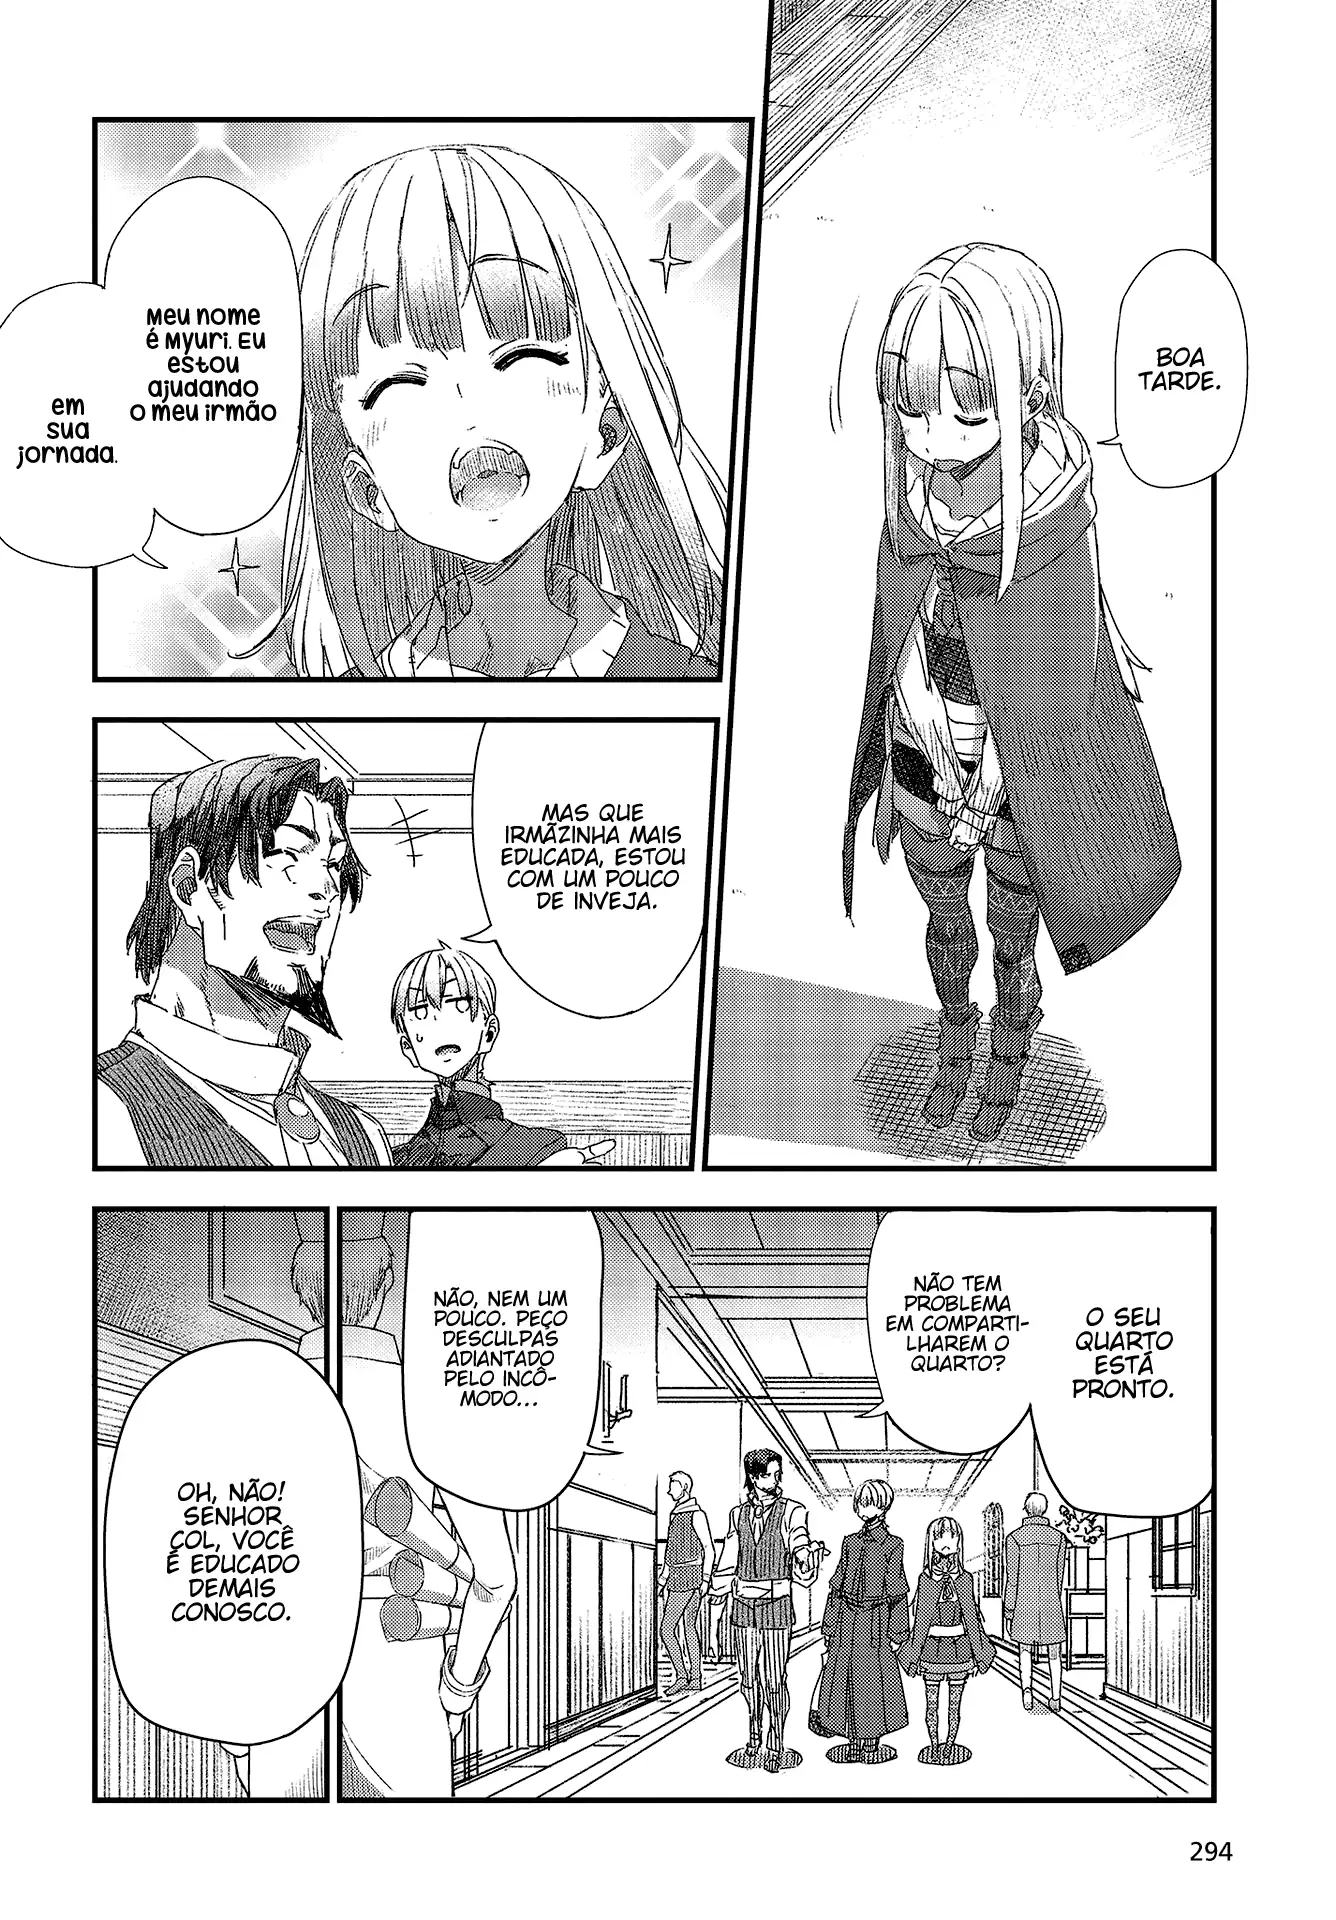 BOA
TARDE.
MEU NOME
É MYURI. EU
ESTOU
AJUDANDO
O MEU IRMÃO
EM
SUA
JORNADA.
MAS QUE
IRMÃZINHA MAIS
EDUCADA, ESTOU
COM UM POUCO
DE INVEJA.
O SEU
QUARTO
ESTÁ
PRONTO.
NÃO TEM
PROBLEMA
EM COMPARTI-
LHAREM O
QUARTO?
NÃO, NEM UM
POUCO. PEÇO
DESCULPAS
ADIANTADO
PELO INCÔ-
MODO...
OH, NÃO!
SENHOR
COL, VOCÊ
É EDUCADO
DEMAIS
CONOSCO.
294